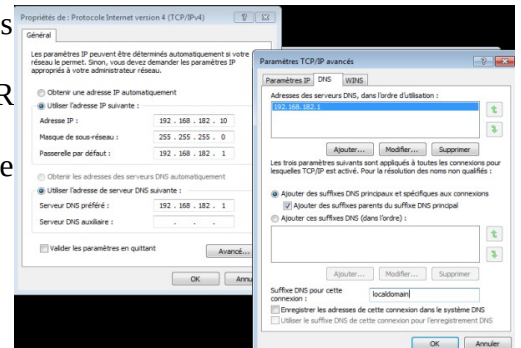 s
R
e
Propriétés de : Protocole Internet version 4 (TCP/IPv4)
Général
Les paramètres IP peuvent être déterminés automatiquement si votre
réseau le permet. Sinon, vous devez demander les paramètres IP
appropriés à votre administrateur réseau.
Obtenir une adresse IP automatiquement
Utiliser l'adresse IP suivante :
Adresse IP : 192 . 168 . 182 . 10
Masque de sous-réseau : 255 . 255 . 255 . 0
Passerelle par défaut : 192 . 168 . 182 . 1
Obtenir les adresses des serveurs DNS automatiquement
Utiliser l'adresse de serveur DNS suivante :
Serveur DNS préféré : 192 . 168 . 182 . 1
Serveur DNS auxiliaire : . . .
Valider les paramètres en quittant
Avancé...
OK
Annu
Paramètres TCP/IP avancés
Paramètres IP DNS WINS
Adresses des serveurs DNS, dans l'ordre d'utilisation :
192.168.182.1
Ajouter... Modifier... Supprimer
Les trois paramètres suivants sont appliqués à toutes les connexions pour
lesquelles TCP/IP est activé. Pour la résolution des noms non qualifiés :
Ajouter des suffixes DNS principaux et spécifiques aux connexions
Ajouter des suffixes parents du suffixe DNS principal
Ajouter ces suffixes DNS (dans l'ordre) :
Ajouter... Modifier... Supprimer
Suffixe DNS pour cette
connexion : localdomain
Enregistrer les adresses de cette connexion dans le système DNS
Utiliser le suffixe DNS de cette connexion pour l'enregistrement DNS
OK Annuler